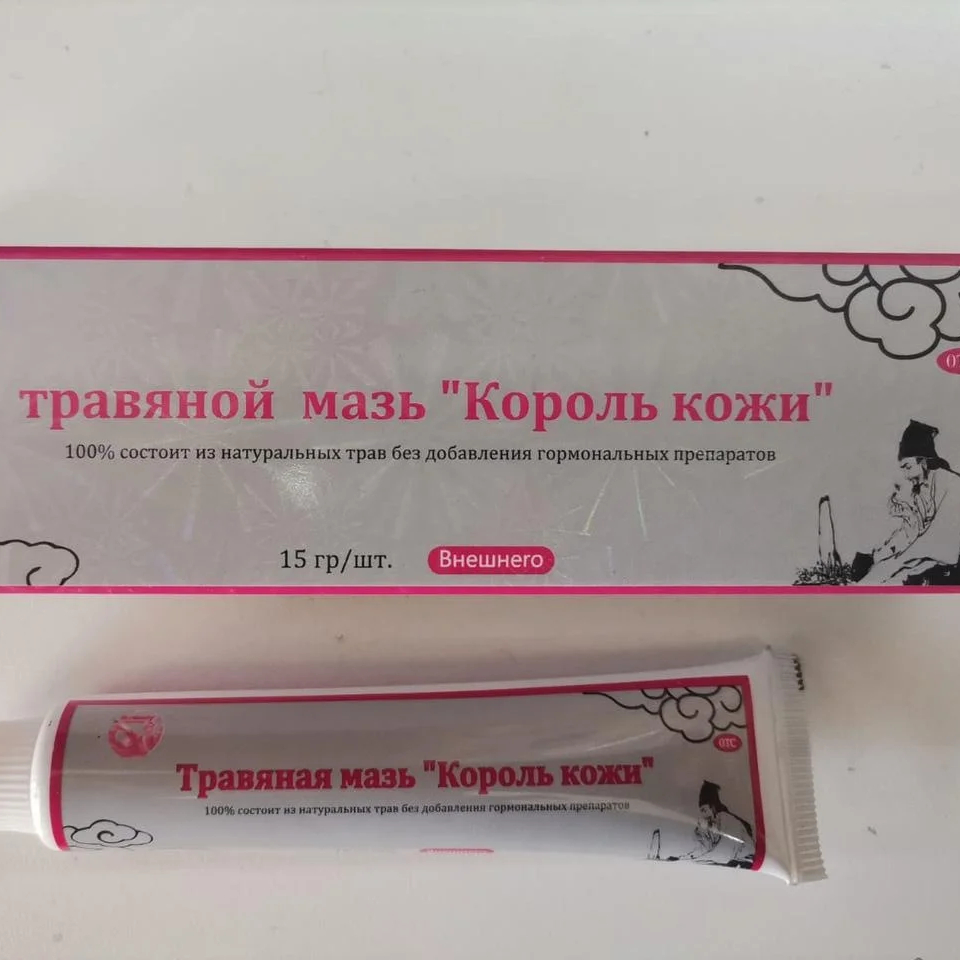 травяной мазь "Король кожи"
100% состоит из натуральных трав без добавления гормональных препаратов
15 гр/шт. Внешнего
Травяная мазь "Король кожи"
100% состоит из натуральных трав без добавления гормональных препаратов
OTC